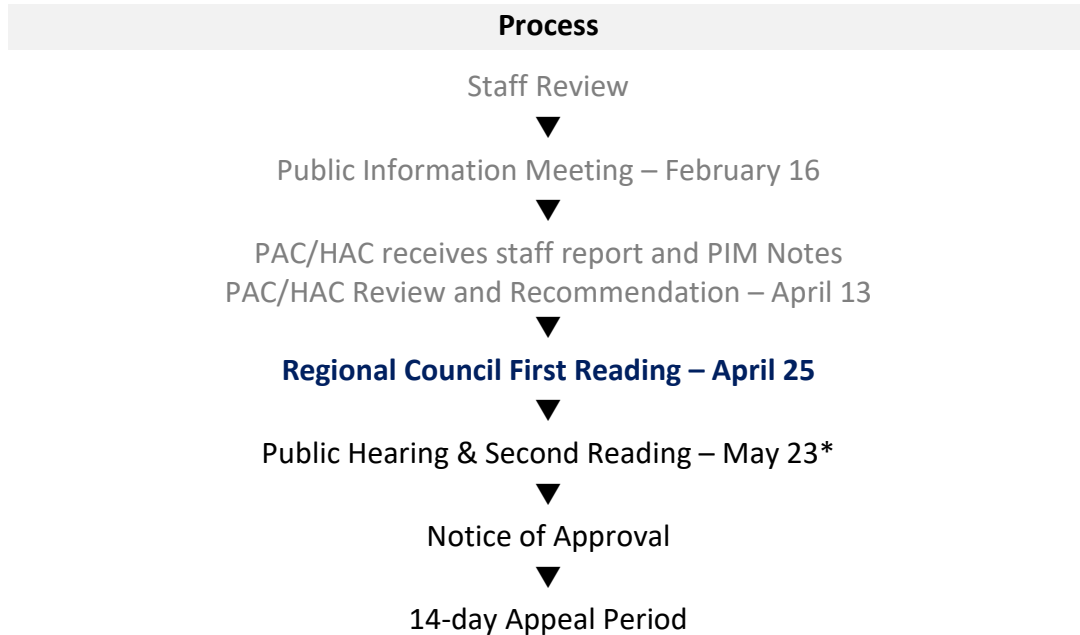 Process
Staff Review
Public Information Meeting – February 16
PAC/HAC receives staff report and PIM Notes
PAC/HAC Review and Recommendation – April 13
Regional Council First Reading – April 25
Public Hearing & Second Reading – May 23*
Notice of Approval
14-day Appeal Period